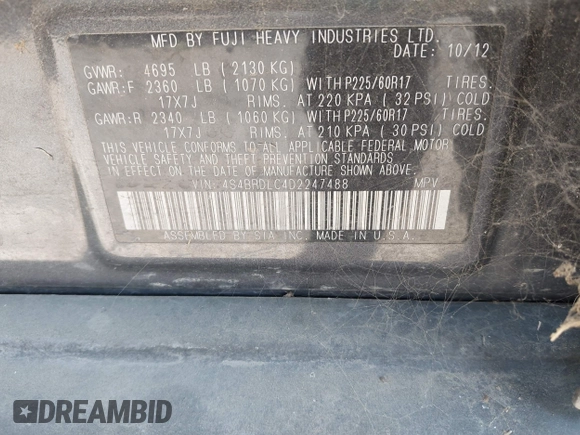 MFD BY FUJI HEAVY INDUSTRIES LTD.
DATE: 10/12
GVWR: 4695 LB (2130 KG)
GAWR:F 2360 LB (1070 KG) WITH P225/60R17 TIRES.
17X7J RIMS. AT 220 KPA (32 PSI) COLD
GAWR:R 2340 LB (1060 KG) WITH P225/60R17 TIRES.
17X7J RIMS. AT 210 KPA (30 PSI) COLD
THIS VEHICLE CONFORMS TO ALL APPLICABLE FEDERAL MOTOR
VEHICLE SAFETY AND THEFT PREVENTION STANDARDS
IN EFFECT ON THE DATE OF MANUFACTURE SHOWN ABOVE.
VIN: 4S4BRDLC4D2247488 MPV
ASSEMBLED BY SIA INC. MADE IN U.S.A.
DREAMBID